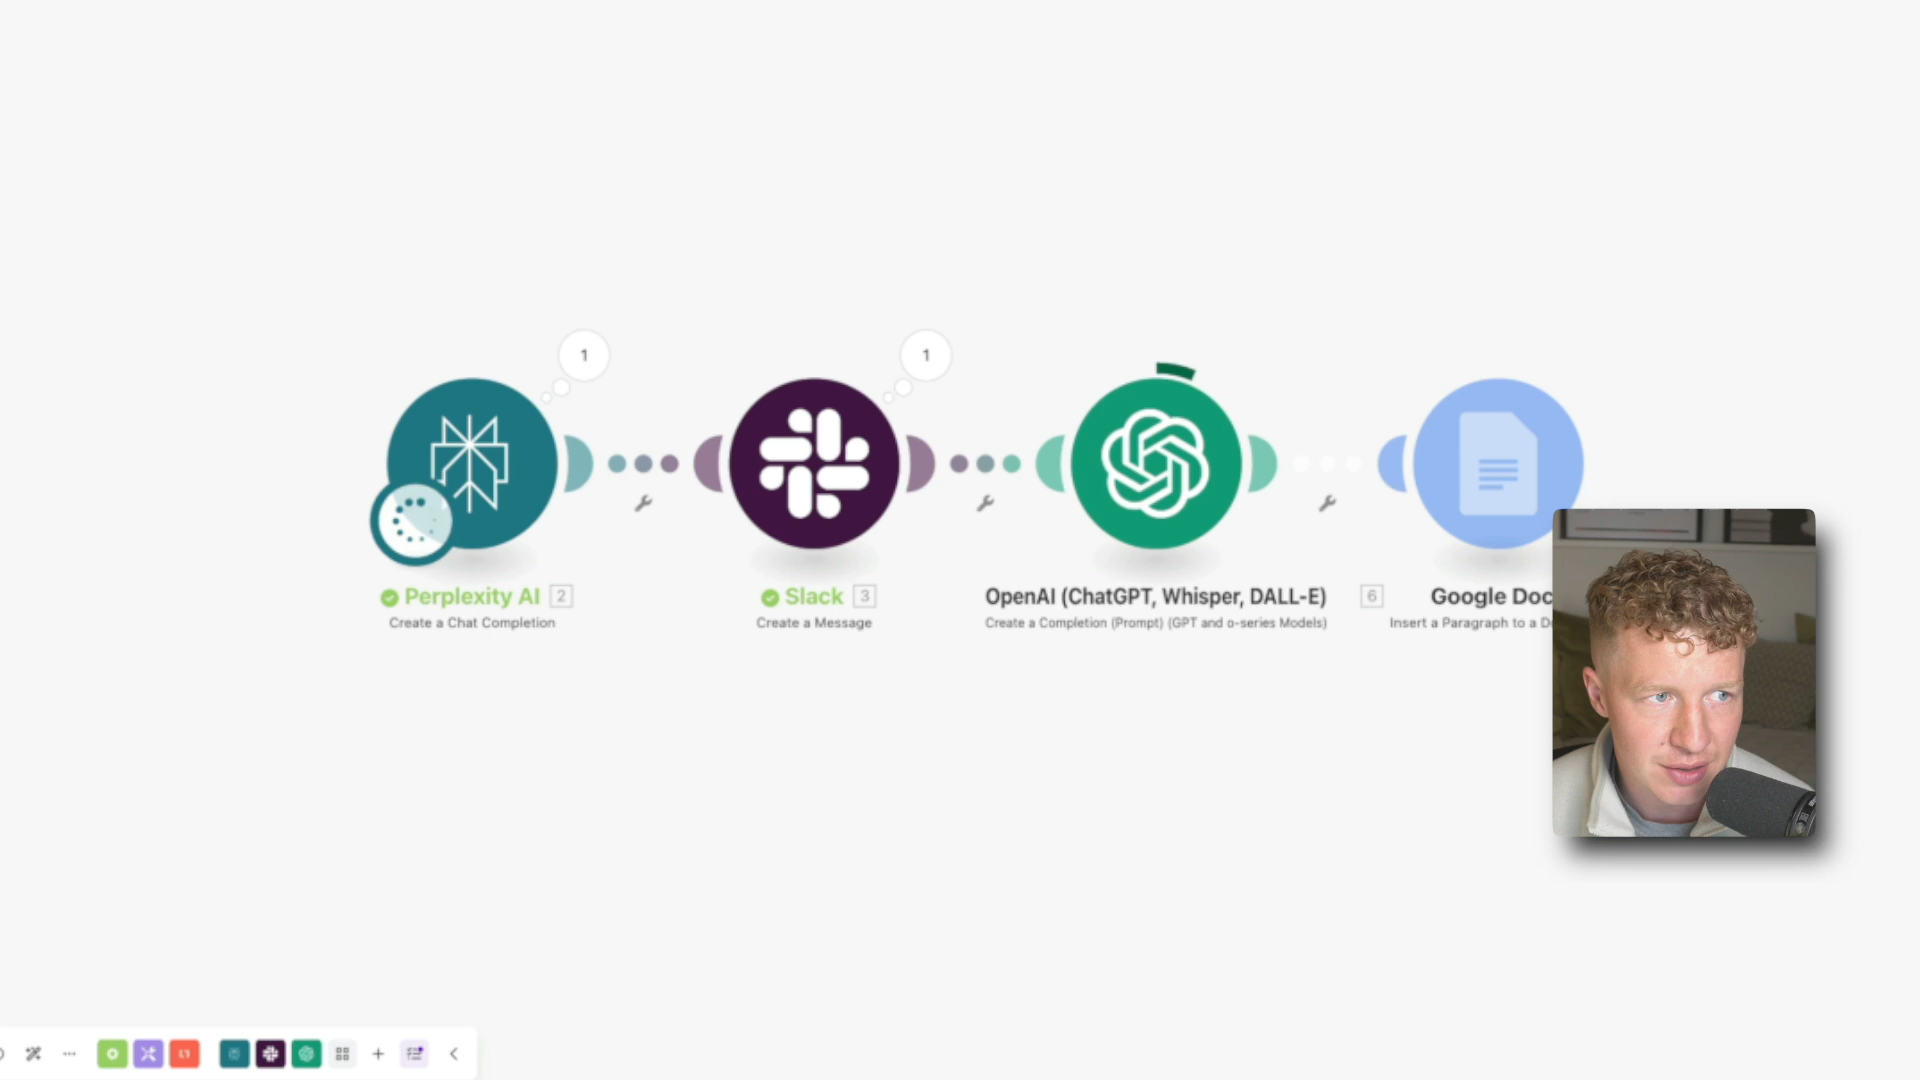 1
1
Perplexity AI 2
Create a Chat Completion
Slack 3
Create a Message
OpenAI (ChatGPT, Whisper, DALL-E) 6
Create a Completion (Prompt) (GPT and o-series Models)
Google Doc
Insert a Paragraph to a D